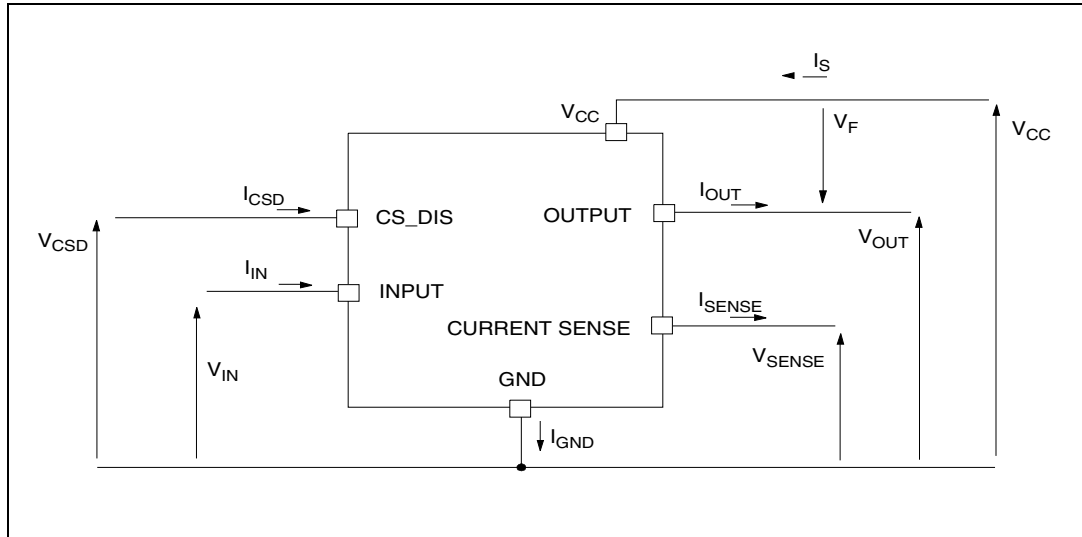 I_S
V_CC
V_F
V_CC
I_CSD
I_OUT
CS_DIS
OUTPUT
V_CSD
V_OUT
I_IN
INPUT
I_SENSE
CURRENT SENSE
V_SENSE
V_IN
GND
I_GND